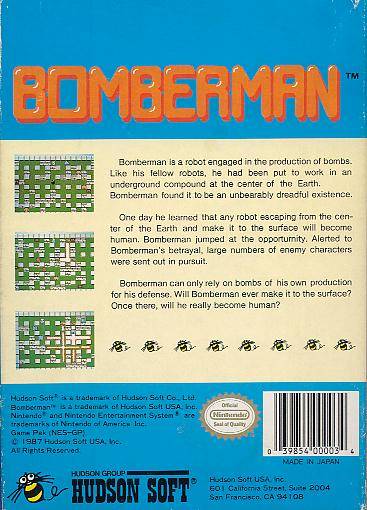 BOMBERMAN™
Bomberman is a robot engaged in the production of bombs.
Like his fellow robots, he had been put to work in an
underground compound at the center of the Earth.
Bomberman found it to be an unbearably dreadful existence.
One day he learned that any robot escaping from the cen-
ter of the Earth and make it to the surface will become
human. Bomberman jumped at the opportunity. Alerted to
Bomberman's betrayal, large numbers of enemy characters
were sent out in pursuit.
Bomberman can only rely on bombs of his own production
for his defense. Will Bomberman ever make it to the surface?
Once there, will he really become human?
Hudson Soft® is a trademark of Hudson Soft Co., Ltd.
Bomberman™ is a trademark of Hudson Soft USA, Inc.
Nintendo® and Nintendo Entertainment System® are
trademarks of Nintendo of America. Inc.
Game Pak (NES-GP)
© 1987 Hudson Soft USA, Inc.
All Rights Reserved.
Official
Nintendo
Seal of Quality
0 39854 00003 4
MADE IN JAPAN
HUDSON GROUP
HUDSON SOFT®
Hudson Soft USA, Inc.
601 California Street, Suite 2004
San Francisco, CA 94108